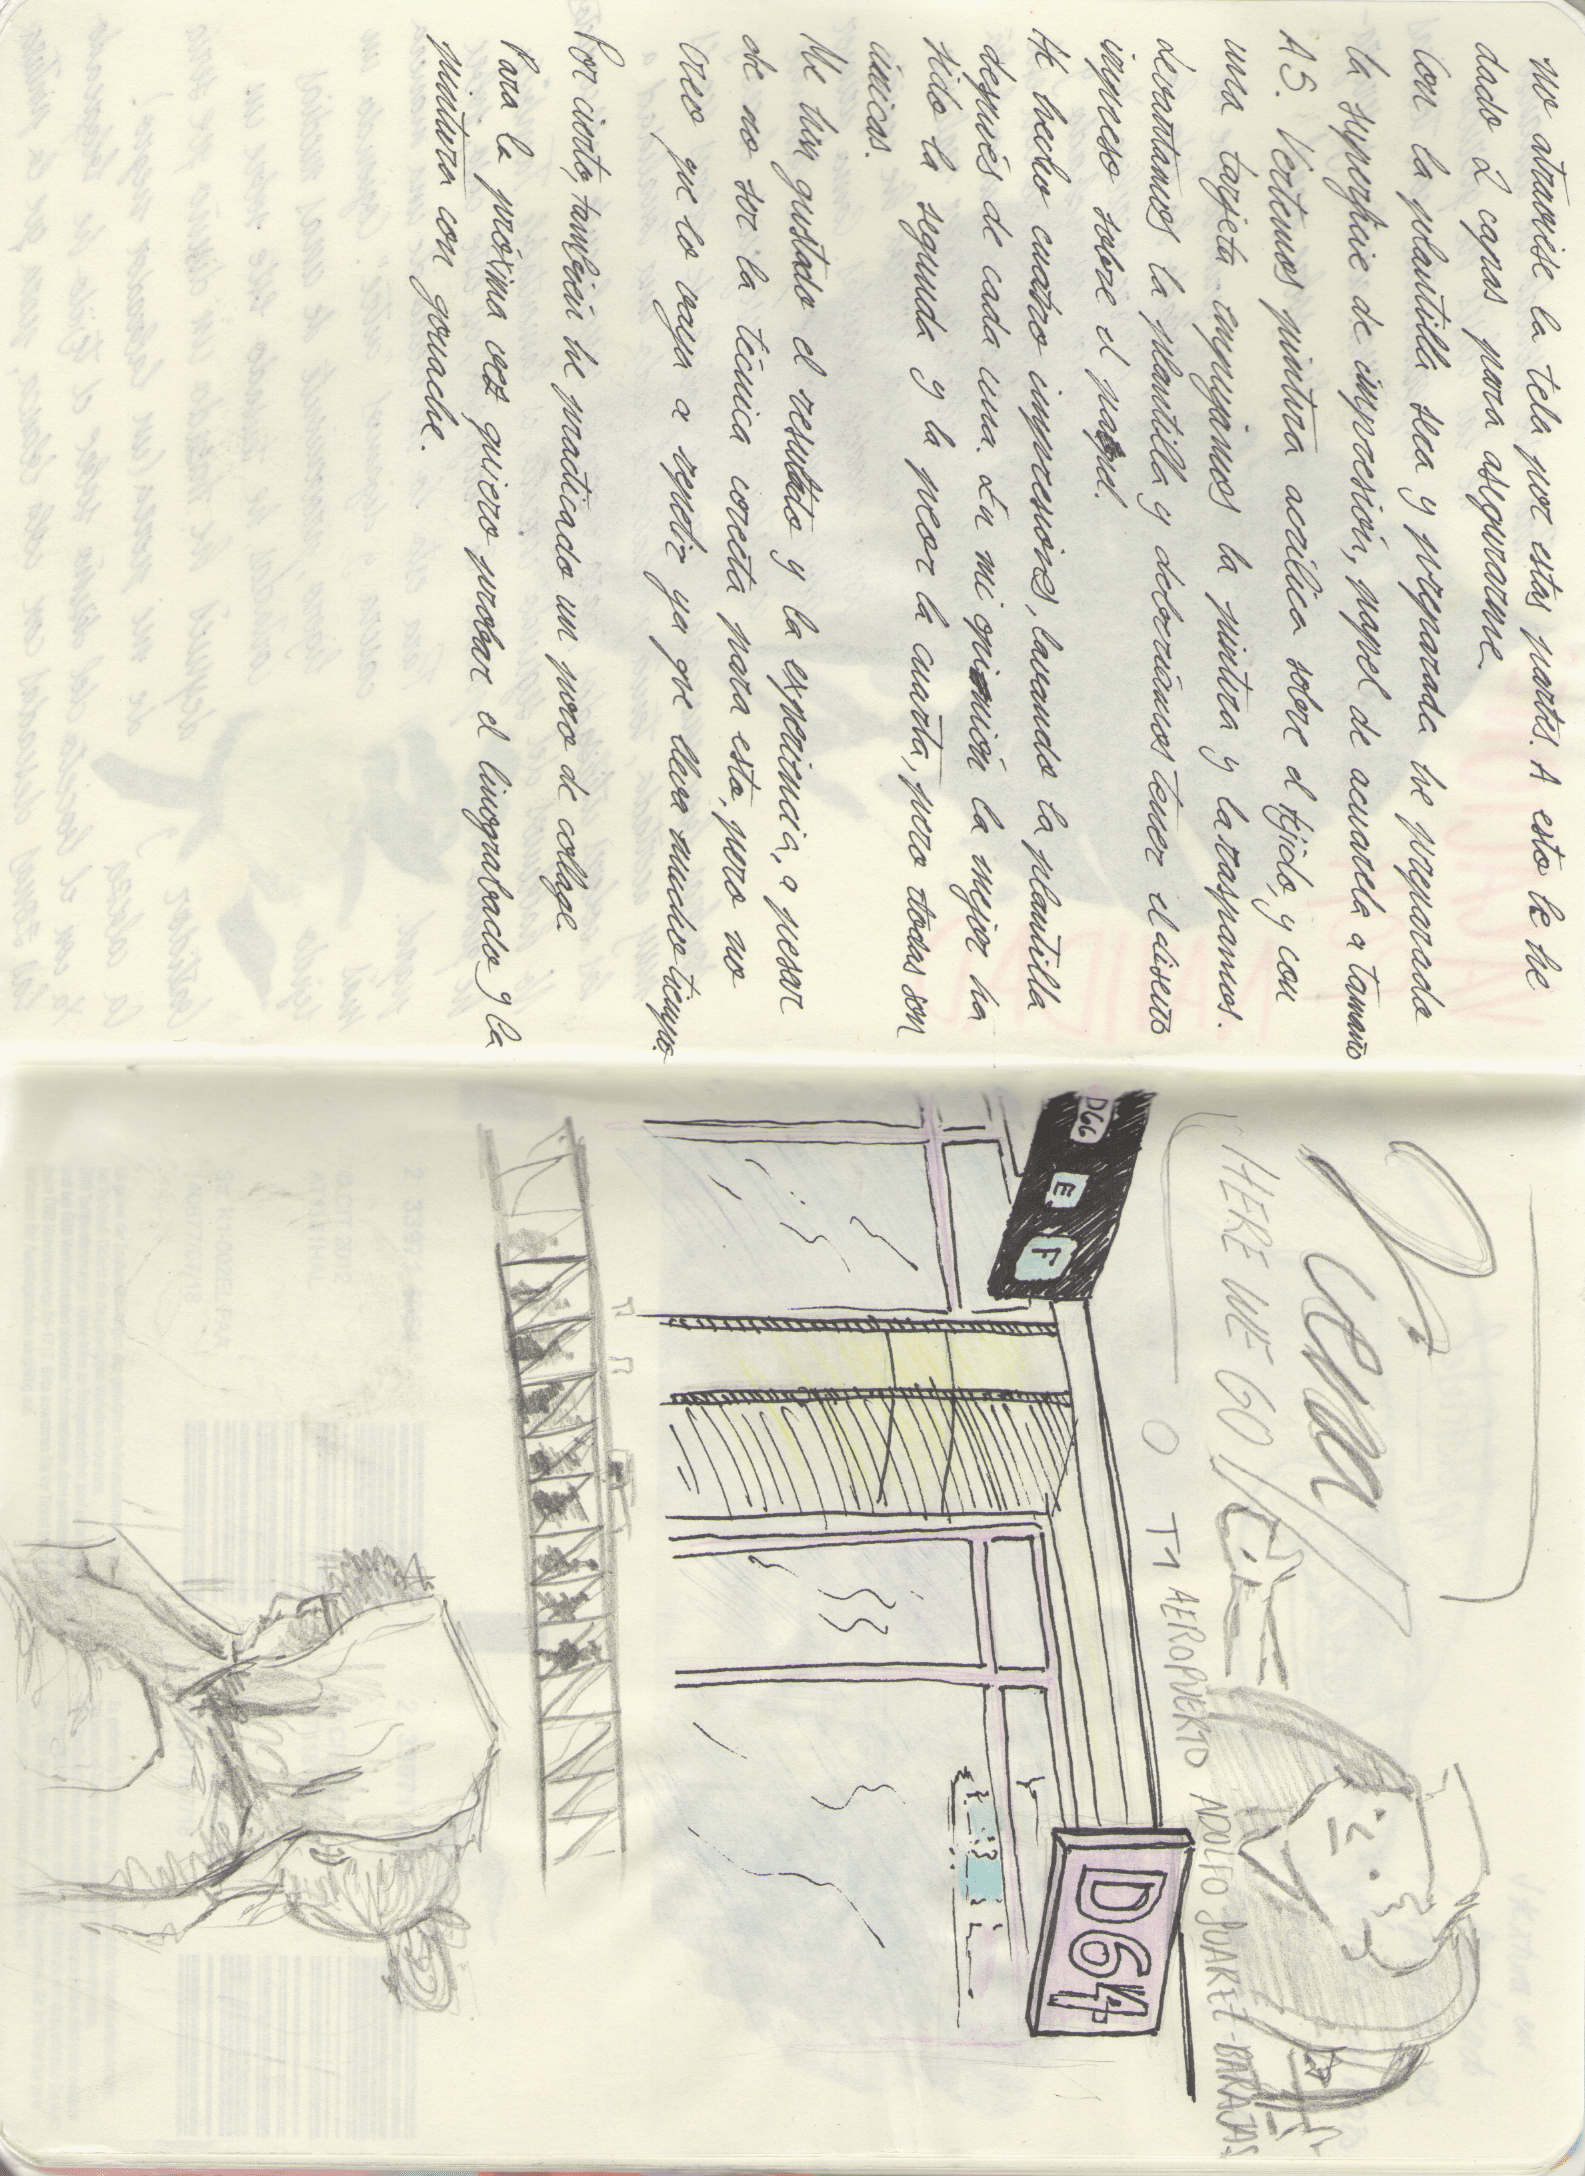 no atraviese la tela por estas partes. A esto le he
dado 2 capas para asegurarme.
Con la plantilla seca y preparada he preparado
la superficie de impresión, papel de acuarela a tamaño
A5. Vertemos pintura acrílica sobre el tejido, y con
una tarjeta empujamos la pintura y la raspamos.
Levantamos la plantilla y deberíamos tener el diseño
impreso sobre el papel.
He hecho cuatro impresiones, lavando la plantilla
después de cada una. En mi opinión la mejor ha
sido la segunda y la peor la cuarta, pero todas son
únicas.
Me han gustado el resultado y la experiencia, a pesar
de no ser la técnica correcta para esto, pero no
creo que lo vaya a repetir ya que lleva mucho tiempo.
Por cierto, también he practicado un poco de collage.
Para la próxima vez quiero probar el linograbado y la
pintura con gouache.
HERE WE GO!!
T4 AEROPUERTO ADOLFO SUAREZ-BARAJAS
D66 E F
D64